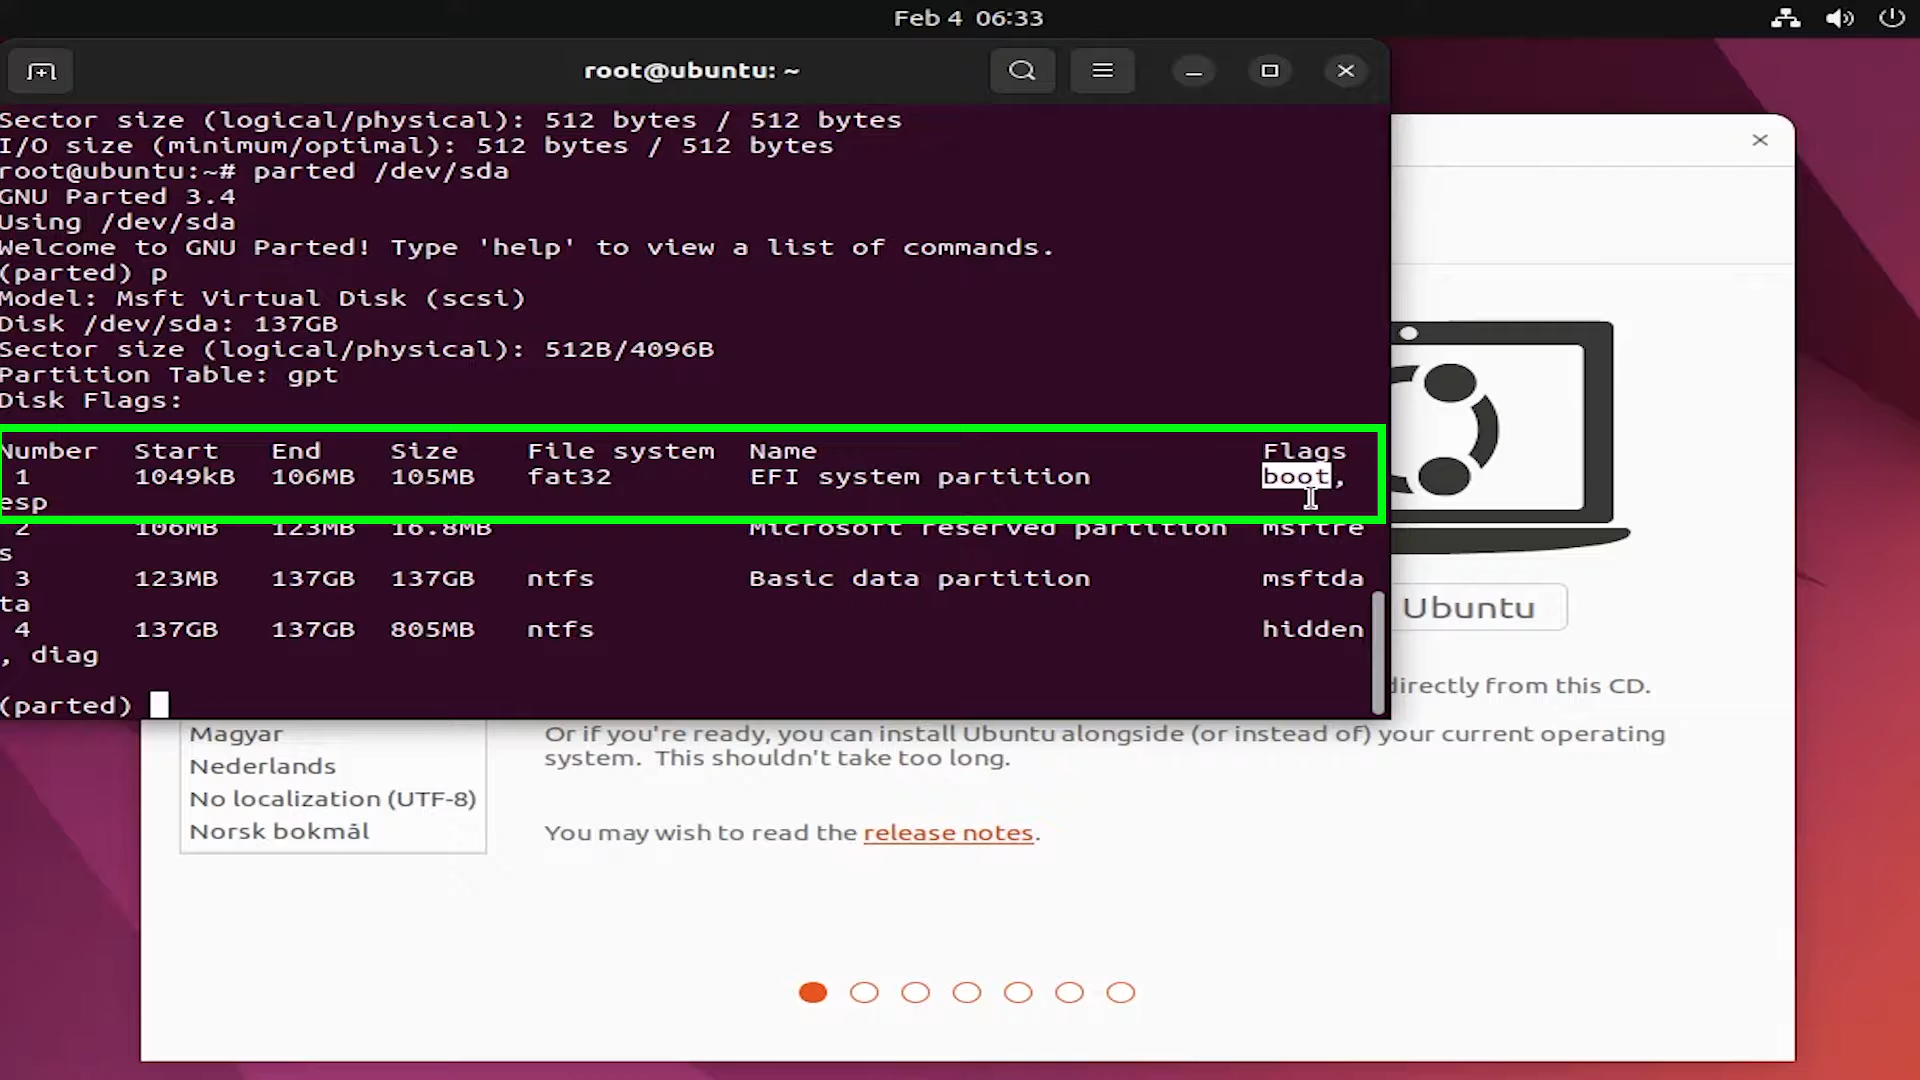 Feb 4 06:33
root@ubuntu: ~
Sector size (logical/physical): 512 bytes / 512 bytes
I/O size (minimum/optimal): 512 bytes / 512 bytes
root@ubuntu:~# parted /dev/sda
GNU Parted 3.4
Using /dev/sda
Welcome to GNU Parted! Type 'help' to view a list of commands.
(parted) p
Model: Msft Virtual Disk (scsi)
Disk /dev/sda: 137GB
Sector size (logical/physical): 512B/4096B
Partition Table: gpt
Disk Flags:
Number Start End Size File system Name Flags
1 1049kB 106MB 105MB fat32 EFI system partition boot,
esp
2 106MB 123MB 16.8MB Microsoft reserved partition msftre
s
3 123MB 137GB 137GB ntfs Basic data partition msftda
ta
4 137GB 137GB 805MB ntfs hidden
, diag
(parted)
Ubuntu
directly from this CD.
Magyar
Nederlands
No localization (UTF-8)
Norsk bokmål
Or if you're ready, you can install Ubuntu alongside (or instead of) your current operating
system. This shouldn't take too long.
You may wish to read the release notes.